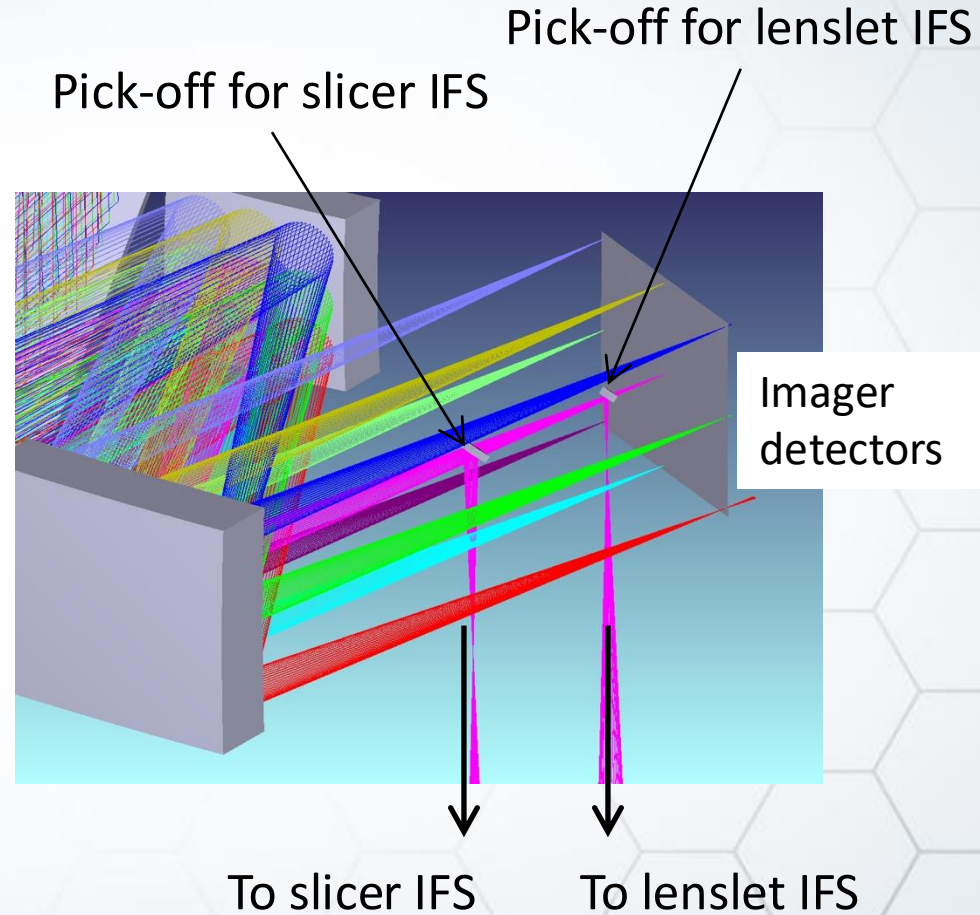 Pick-off for lenslet IFS
Pick-off for slicer IFS
Imager
detectors
To slicer IFS
To lenslet IFS